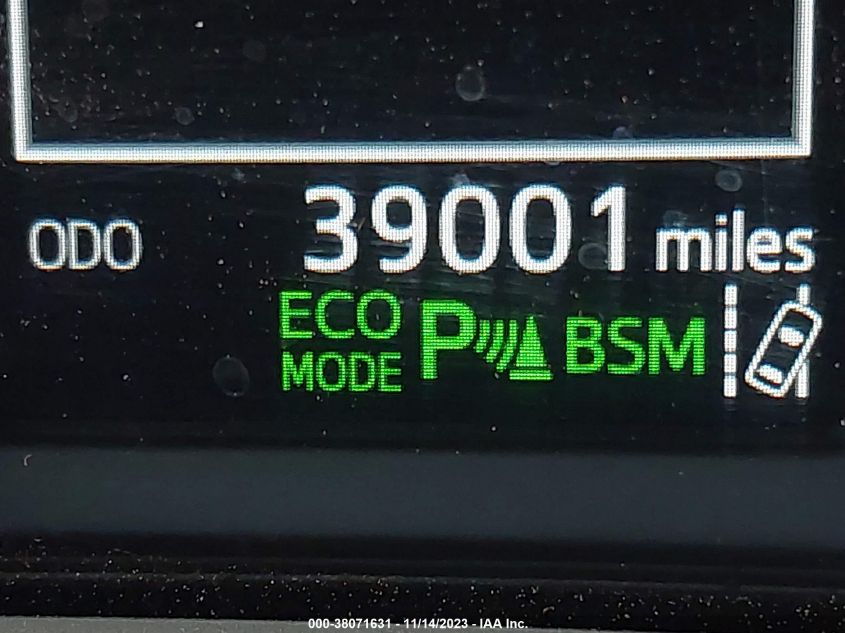 ODO 39001 miles
ECO MODE P BSM
000-38071631 - 11/14/2023 - IAA Inc.